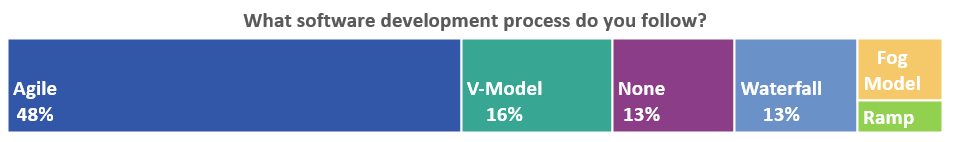 What software development process do you follow?
Agile
48%
V-Model
16%
None
13%
Waterfall
13%
Fog
Model
Ramp